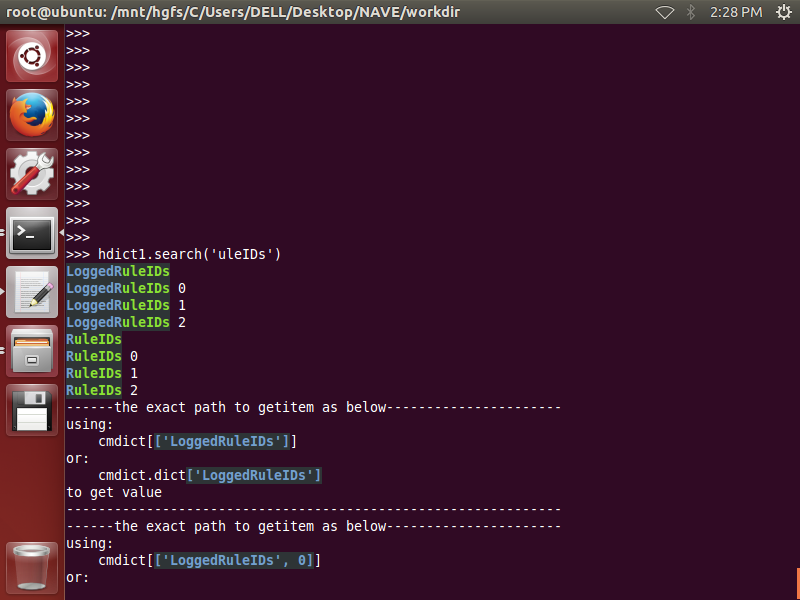 root@ubuntu: /mnt/hgfs/C/Users/DELL/Desktop/NAVE/workdir 2:28 PM
>>>
>>>
>>>
>>>
>>>
>>>
>>>
>>>
>>>
>>>
>>>
>>>
>>>
>>> hdict1.search('uleIDs')
LoggedRuleIDs
LoggedRuleIDs 0
LoggedRuleIDs 1
LoggedRuleIDs 2
RuleIDs
RuleIDs 0
RuleIDs 1
RuleIDs 2
------the exact path to getitem as below----------------------
using:
    cmdict[['LoggedRuleIDs']]
or:
    cmdict.dict['LoggedRuleIDs']
to get value
--------------------------------------------------------------
------the exact path to getitem as below----------------------
using:
    cmdict[['LoggedRuleIDs', 0]]
or: